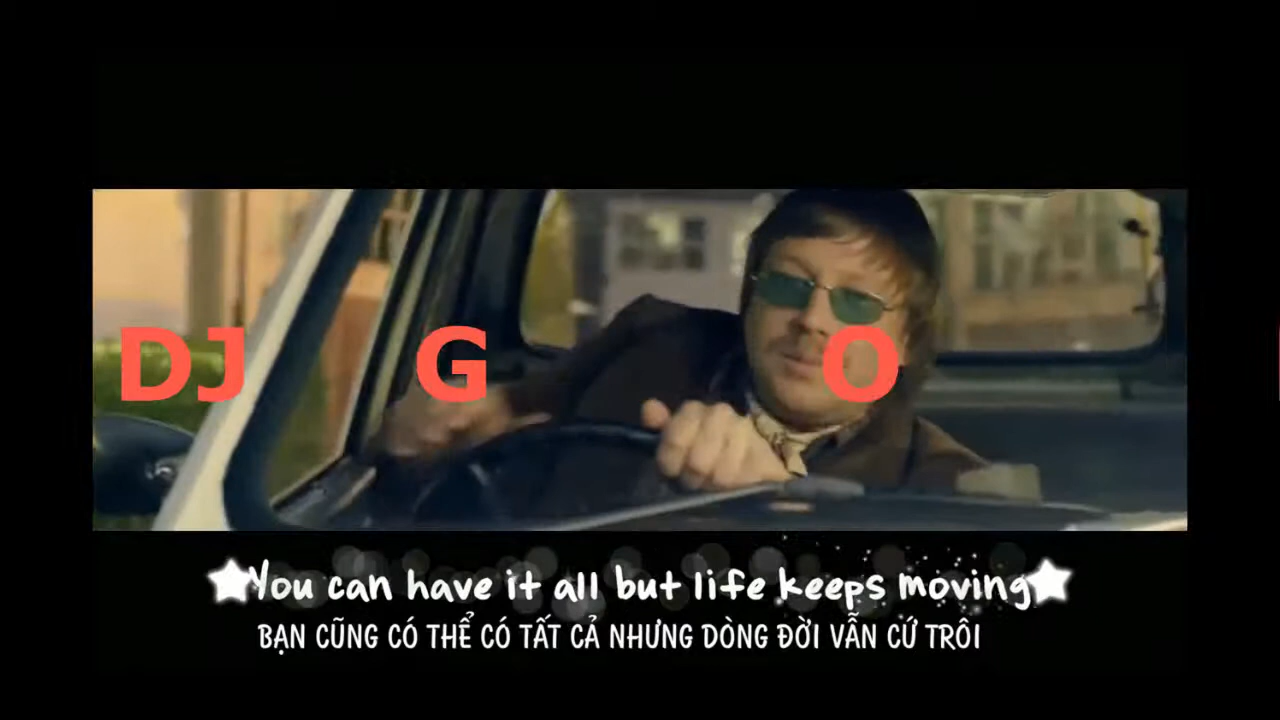 DJ G O
You can have it all but life keeps moving
BẠN CŨNG CÓ THỂ CÓ TẤT CẢ NHƯNG DÒNG ĐỜI VẪN CỨ TRÔI